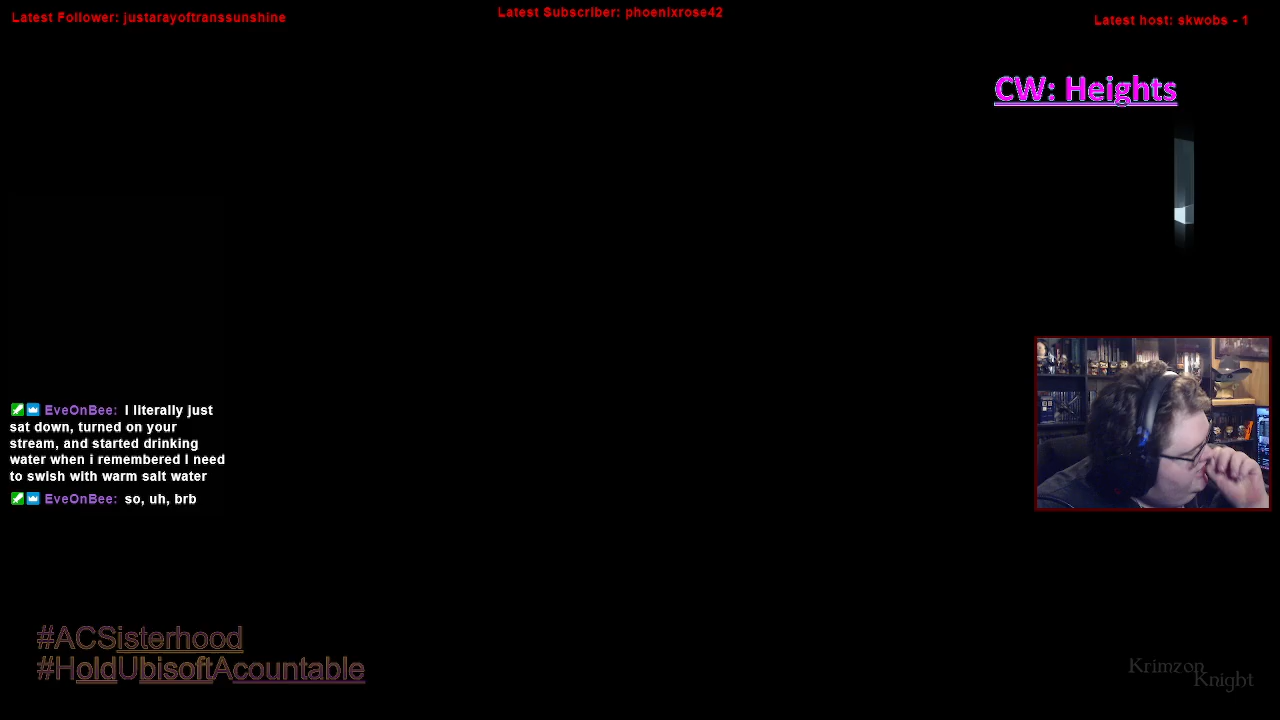 Latest Follower: justarayoftranssunshine
Latest Subscriber: phoenixrose42
Latest host: skwobs - 1
CW: Heights
EveOnBee: I literally just
sat down, turned on your
stream, and started drinking
water when i remembered I need
to swish with warm salt water
EveOnBee: so, uh, brb
#ACSisterhood
#HoldUbisoftAcountable
Krimzon
Knight